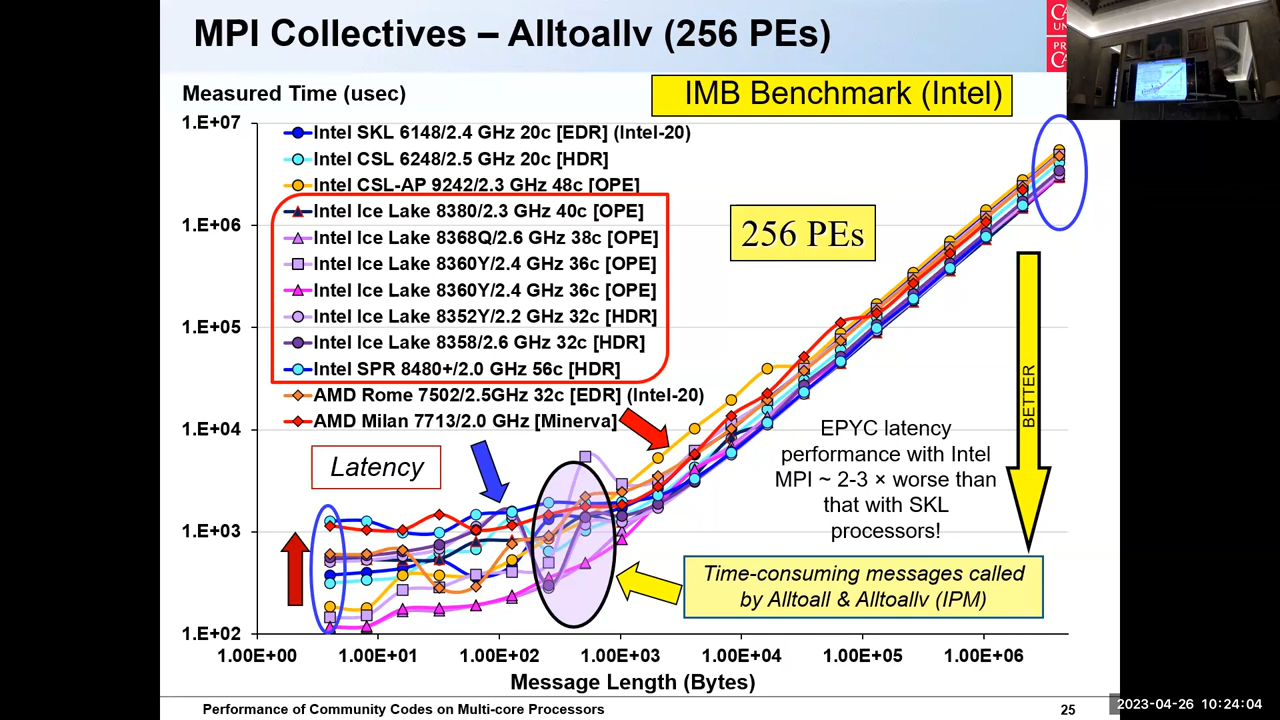 MPI Collectives – Alltoallv (256 PEs)
Measured Time (usec)
IMB Benchmark (Intel)
1.E+07
1.E+06
1.E+05
1.E+04
1.E+03
1.E+02
Intel SKL 6148/2.4 GHz 20c [EDR] (Intel-20)
Intel CSL 6248/2.5 GHz 20c [HDR]
Intel CSL-AP 9242/2.3 GHz 48c [OPE]
Intel Ice Lake 8380/2.3 GHz 40c [OPE]
Intel Ice Lake 8368Q/2.6 GHz 38c [OPE]
Intel Ice Lake 8360Y/2.4 GHz 36c [OPE]
Intel Ice Lake 8360Y/2.4 GHz 36c [OPE]
Intel Ice Lake 8352Y/2.2 GHz 32c [HDR]
Intel Ice Lake 8358/2.6 GHz 32c [HDR]
Intel SPR 8480+/2.0 GHz 56c [HDR]
AMD Rome 7502/2.5GHz 32c [EDR] (Intel-20)
AMD Milan 7713/2.0 GHz [Minerva]
256 PEs
BETTER
Latency
EPYC latency
performance with Intel
MPI ~ 2-3 × worse than
that with SKL
processors!
Time-consuming messages called
by Alltoall & Alltoallv (IPM)
1.00E+00
1.00E+01
1.00E+02
1.00E+03
1.00E+04
1.00E+05
1.00E+06
Message Length (Bytes)
Performance of Community Codes on Multi-core Processors
25
2023-04-26 10:24:04